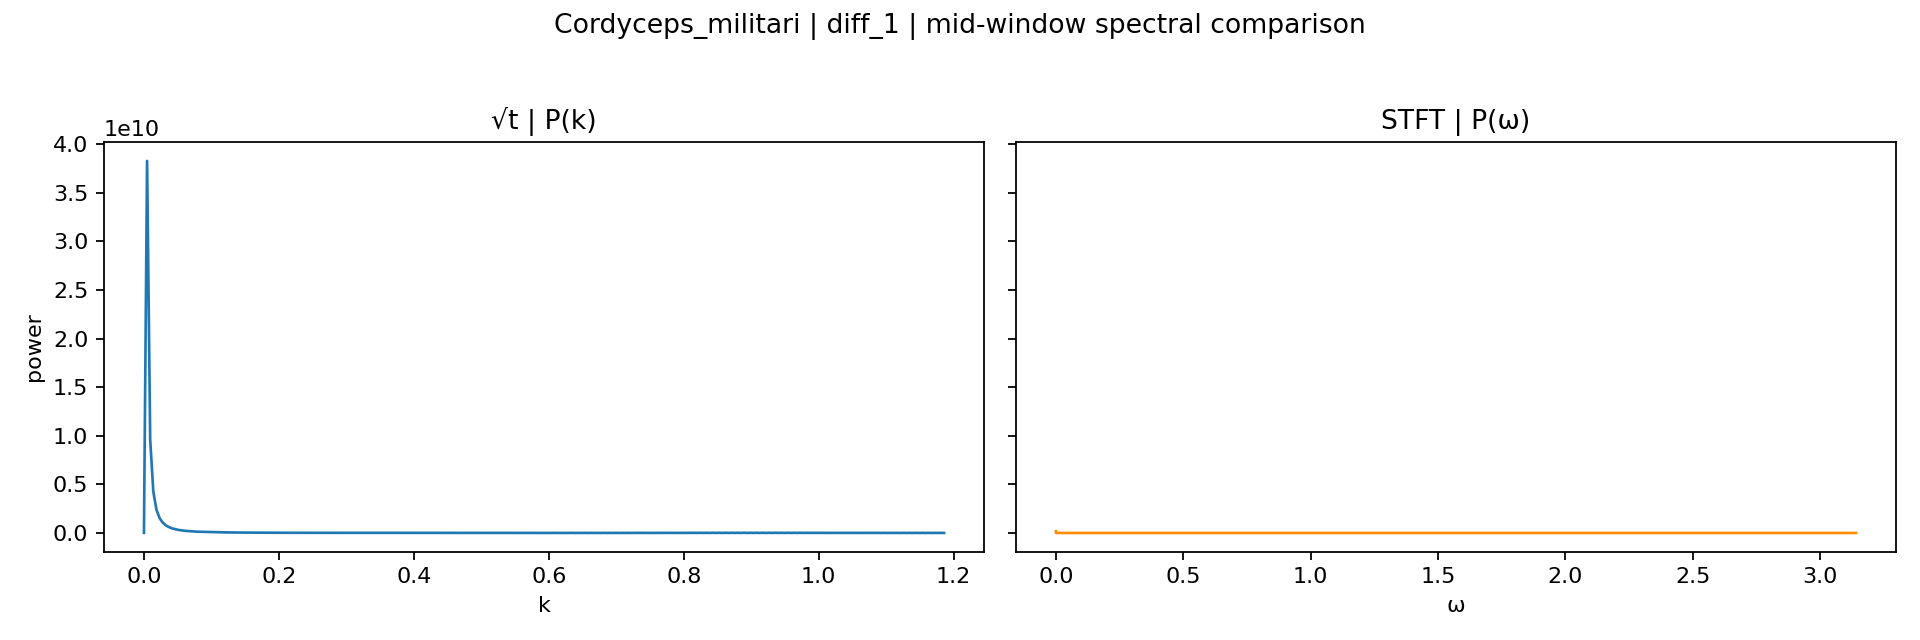 Cordyceps_militari | diff_1 | mid-window spectral comparison
√t | P(k)
1e10
4.0
3.5
3.0
2.5
2.0
1.5
1.0
0.5
0.0
power
0.0 0.2 0.4 0.6 0.8 1.0 1.2
k
STFT | P(ω)
0.0 0.5 1.0 1.5 2.0 2.5 3.0
ω